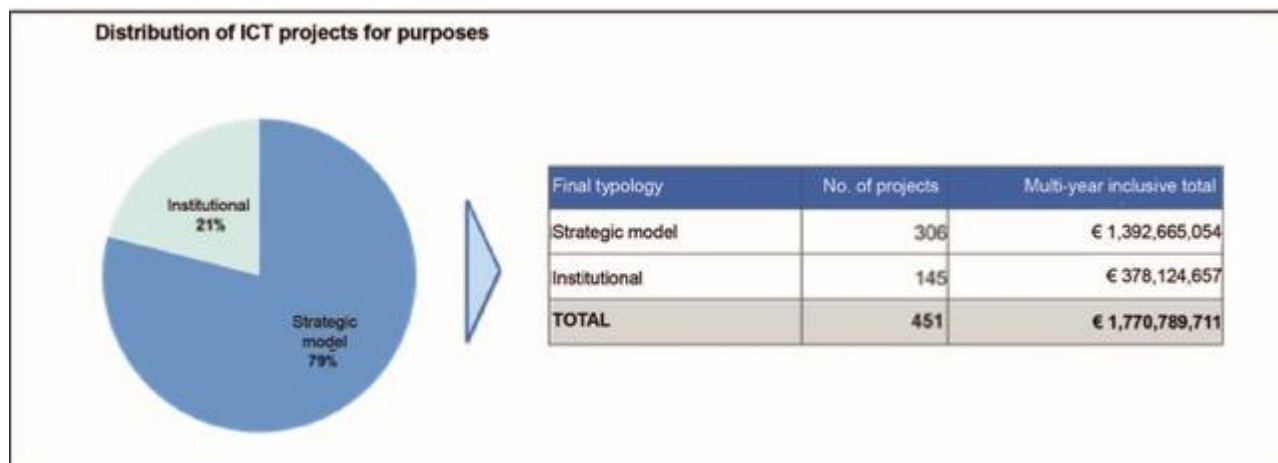 Distribution of ICT projects for purposes
Institutional
21%
Strategic
model
79%
Final typology No. of projects Multi-year inclusive total
Strategic model 306 € 1,392,665,054
Institutional 145 € 378,124,657
TOTAL 451 € 1,770,789,711